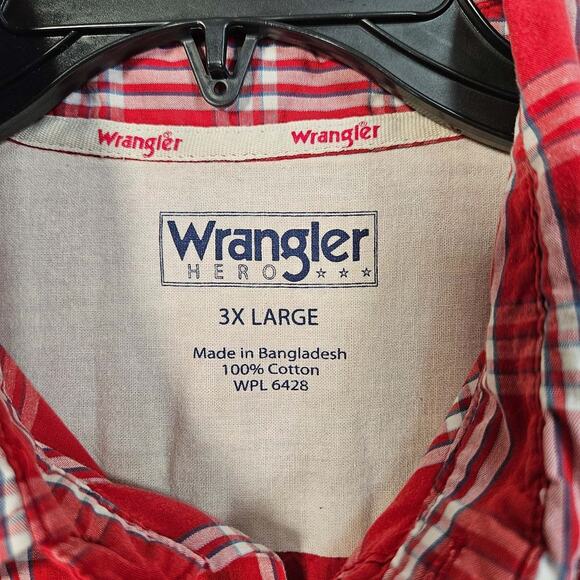 Wrangler Wrangler
Wrangler
HERO
3X LARGE
Made in Bangladesh
100% Cotton
WPL 6428